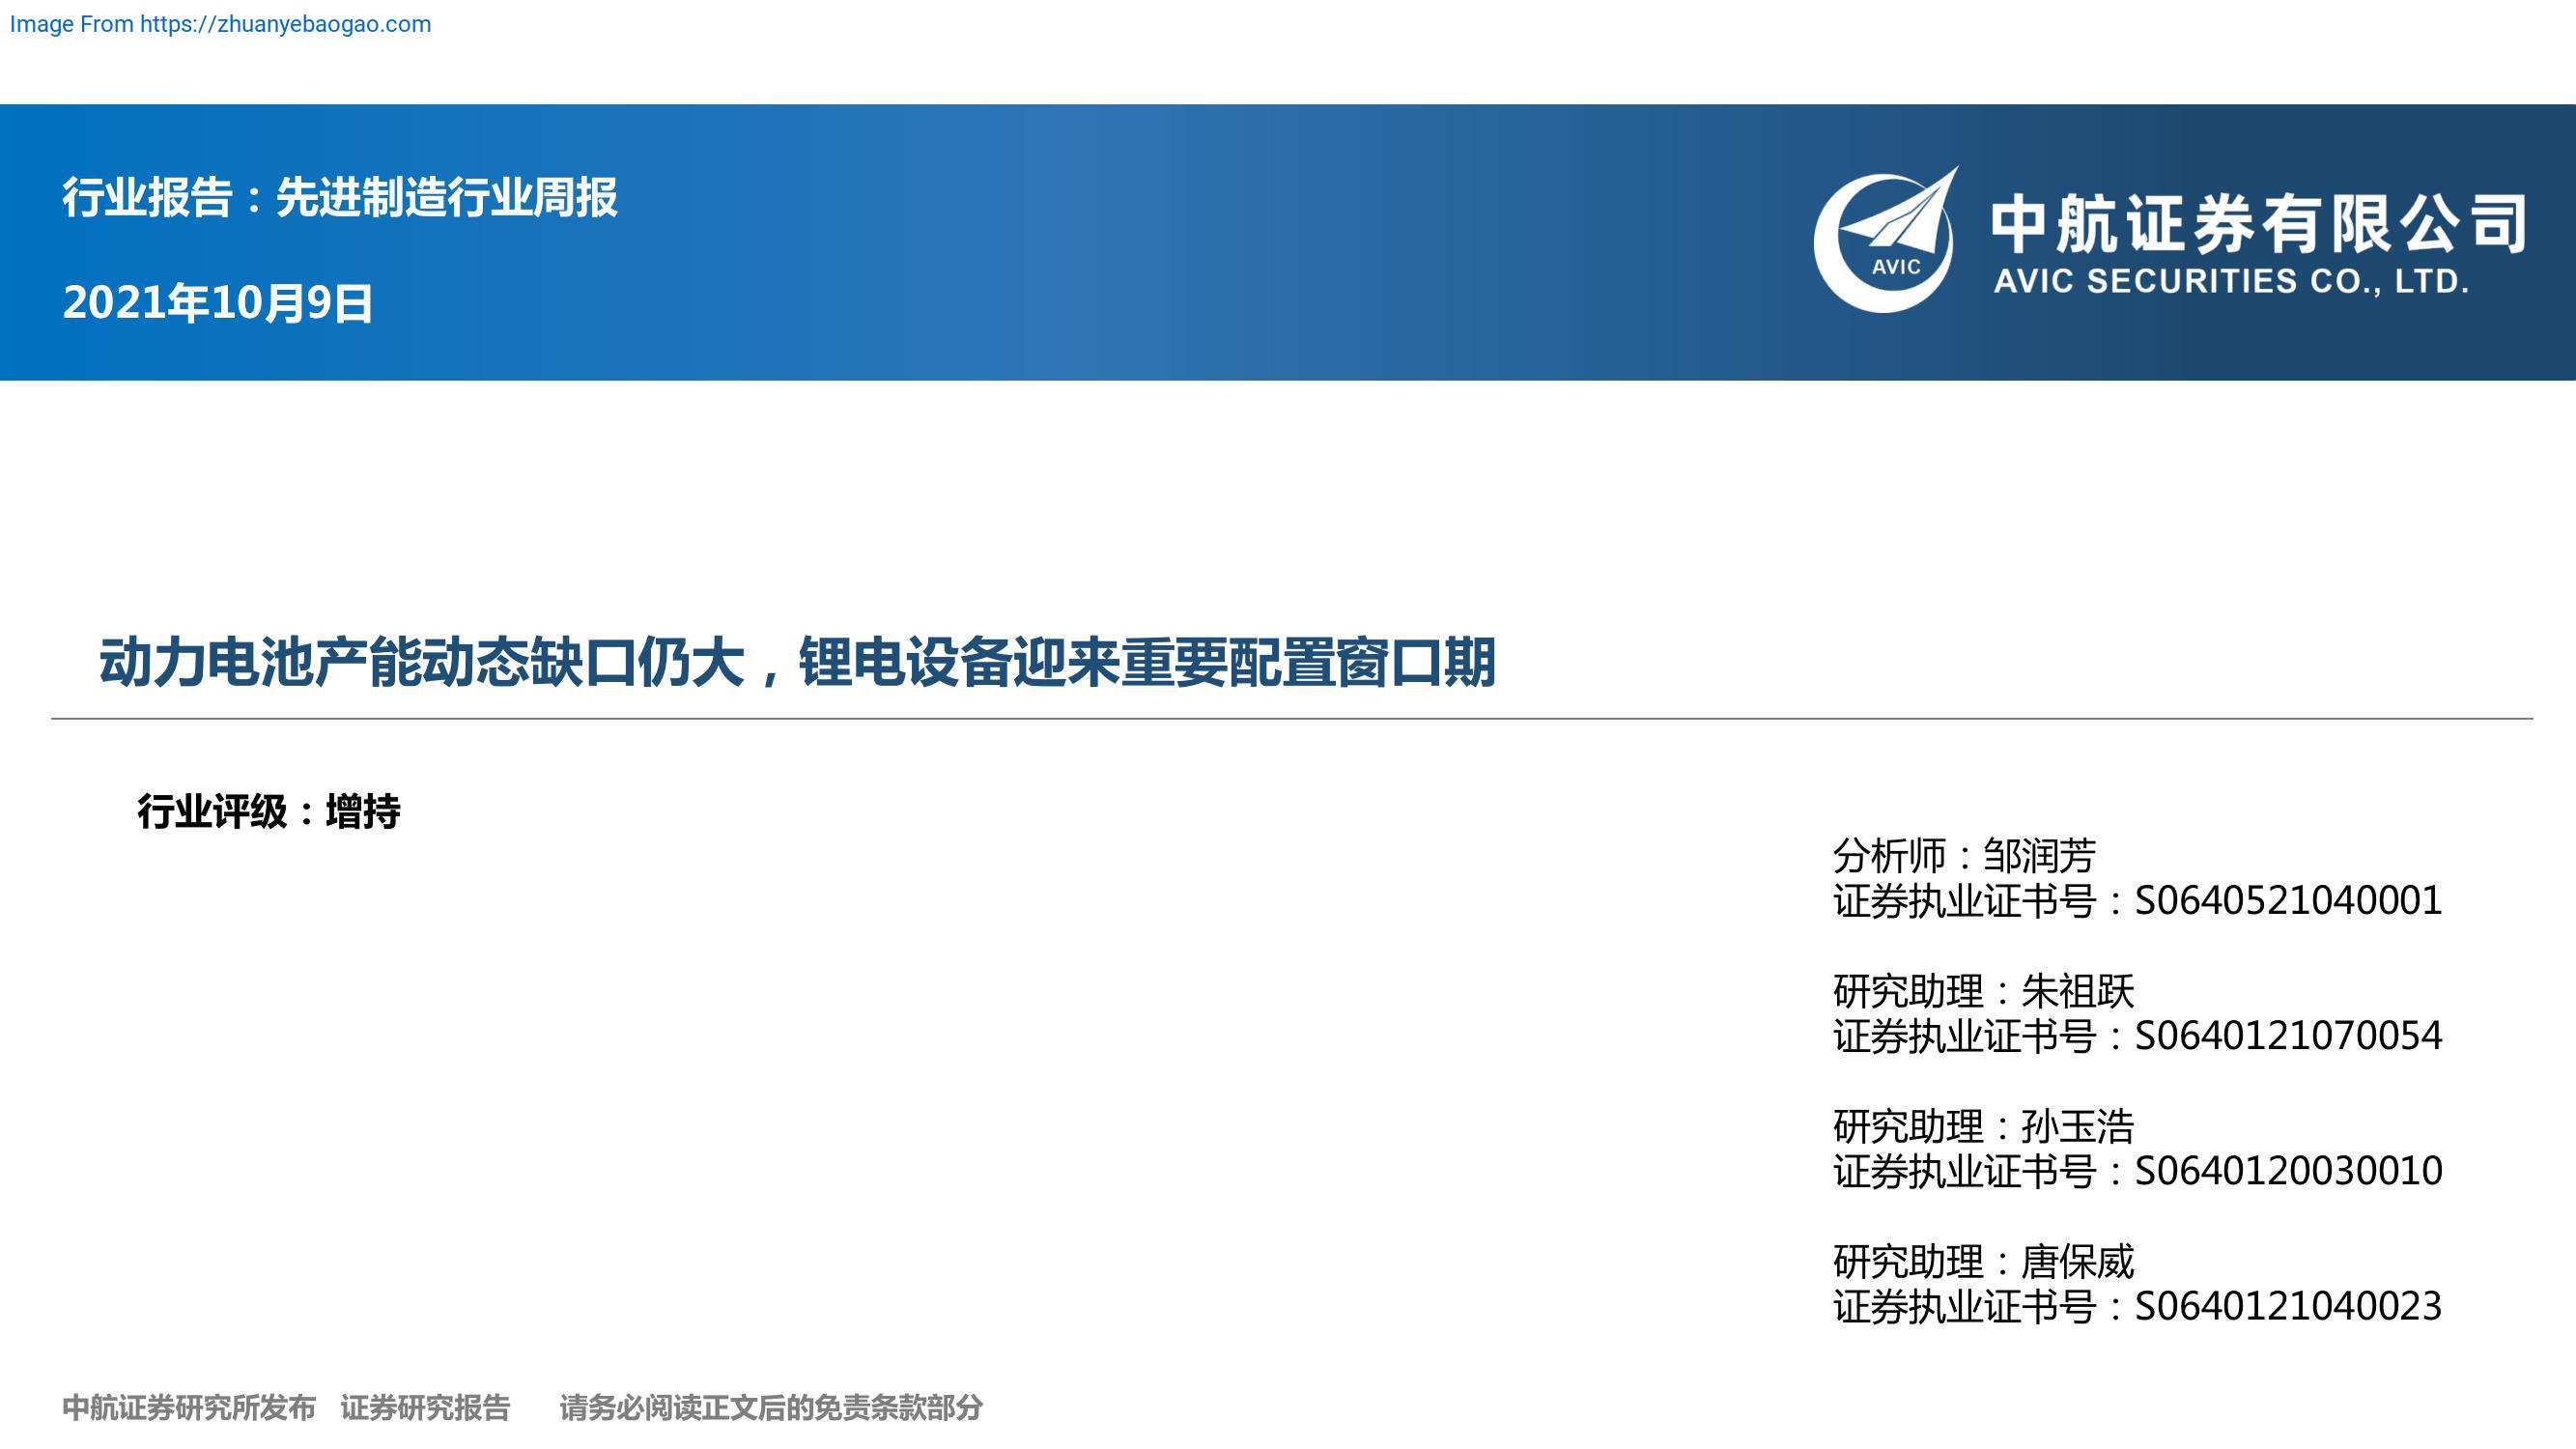 Image From https://zhuanyebaogao.com
行业报告：先进制造行业周报
2021年10月9日
AVIC
中航证券有限公司
AVIC SECURITIES CO., LTD.
动力电池产能动态缺口仍大，锂电设备迎来重要配置窗口期
行业评级：增持
分析师：邹润芳
证券执业证书号：S0640521040001
研究助理：朱祖跃
证券执业证书号：S0640121070054
研究助理：孙玉浩
证券执业证书号：S0640120030010
研究助理：唐保威
证券执业证书号：S0640121040023
中航证券研究所发布 证券研究报告 请务必阅读正文后的免责条款部分